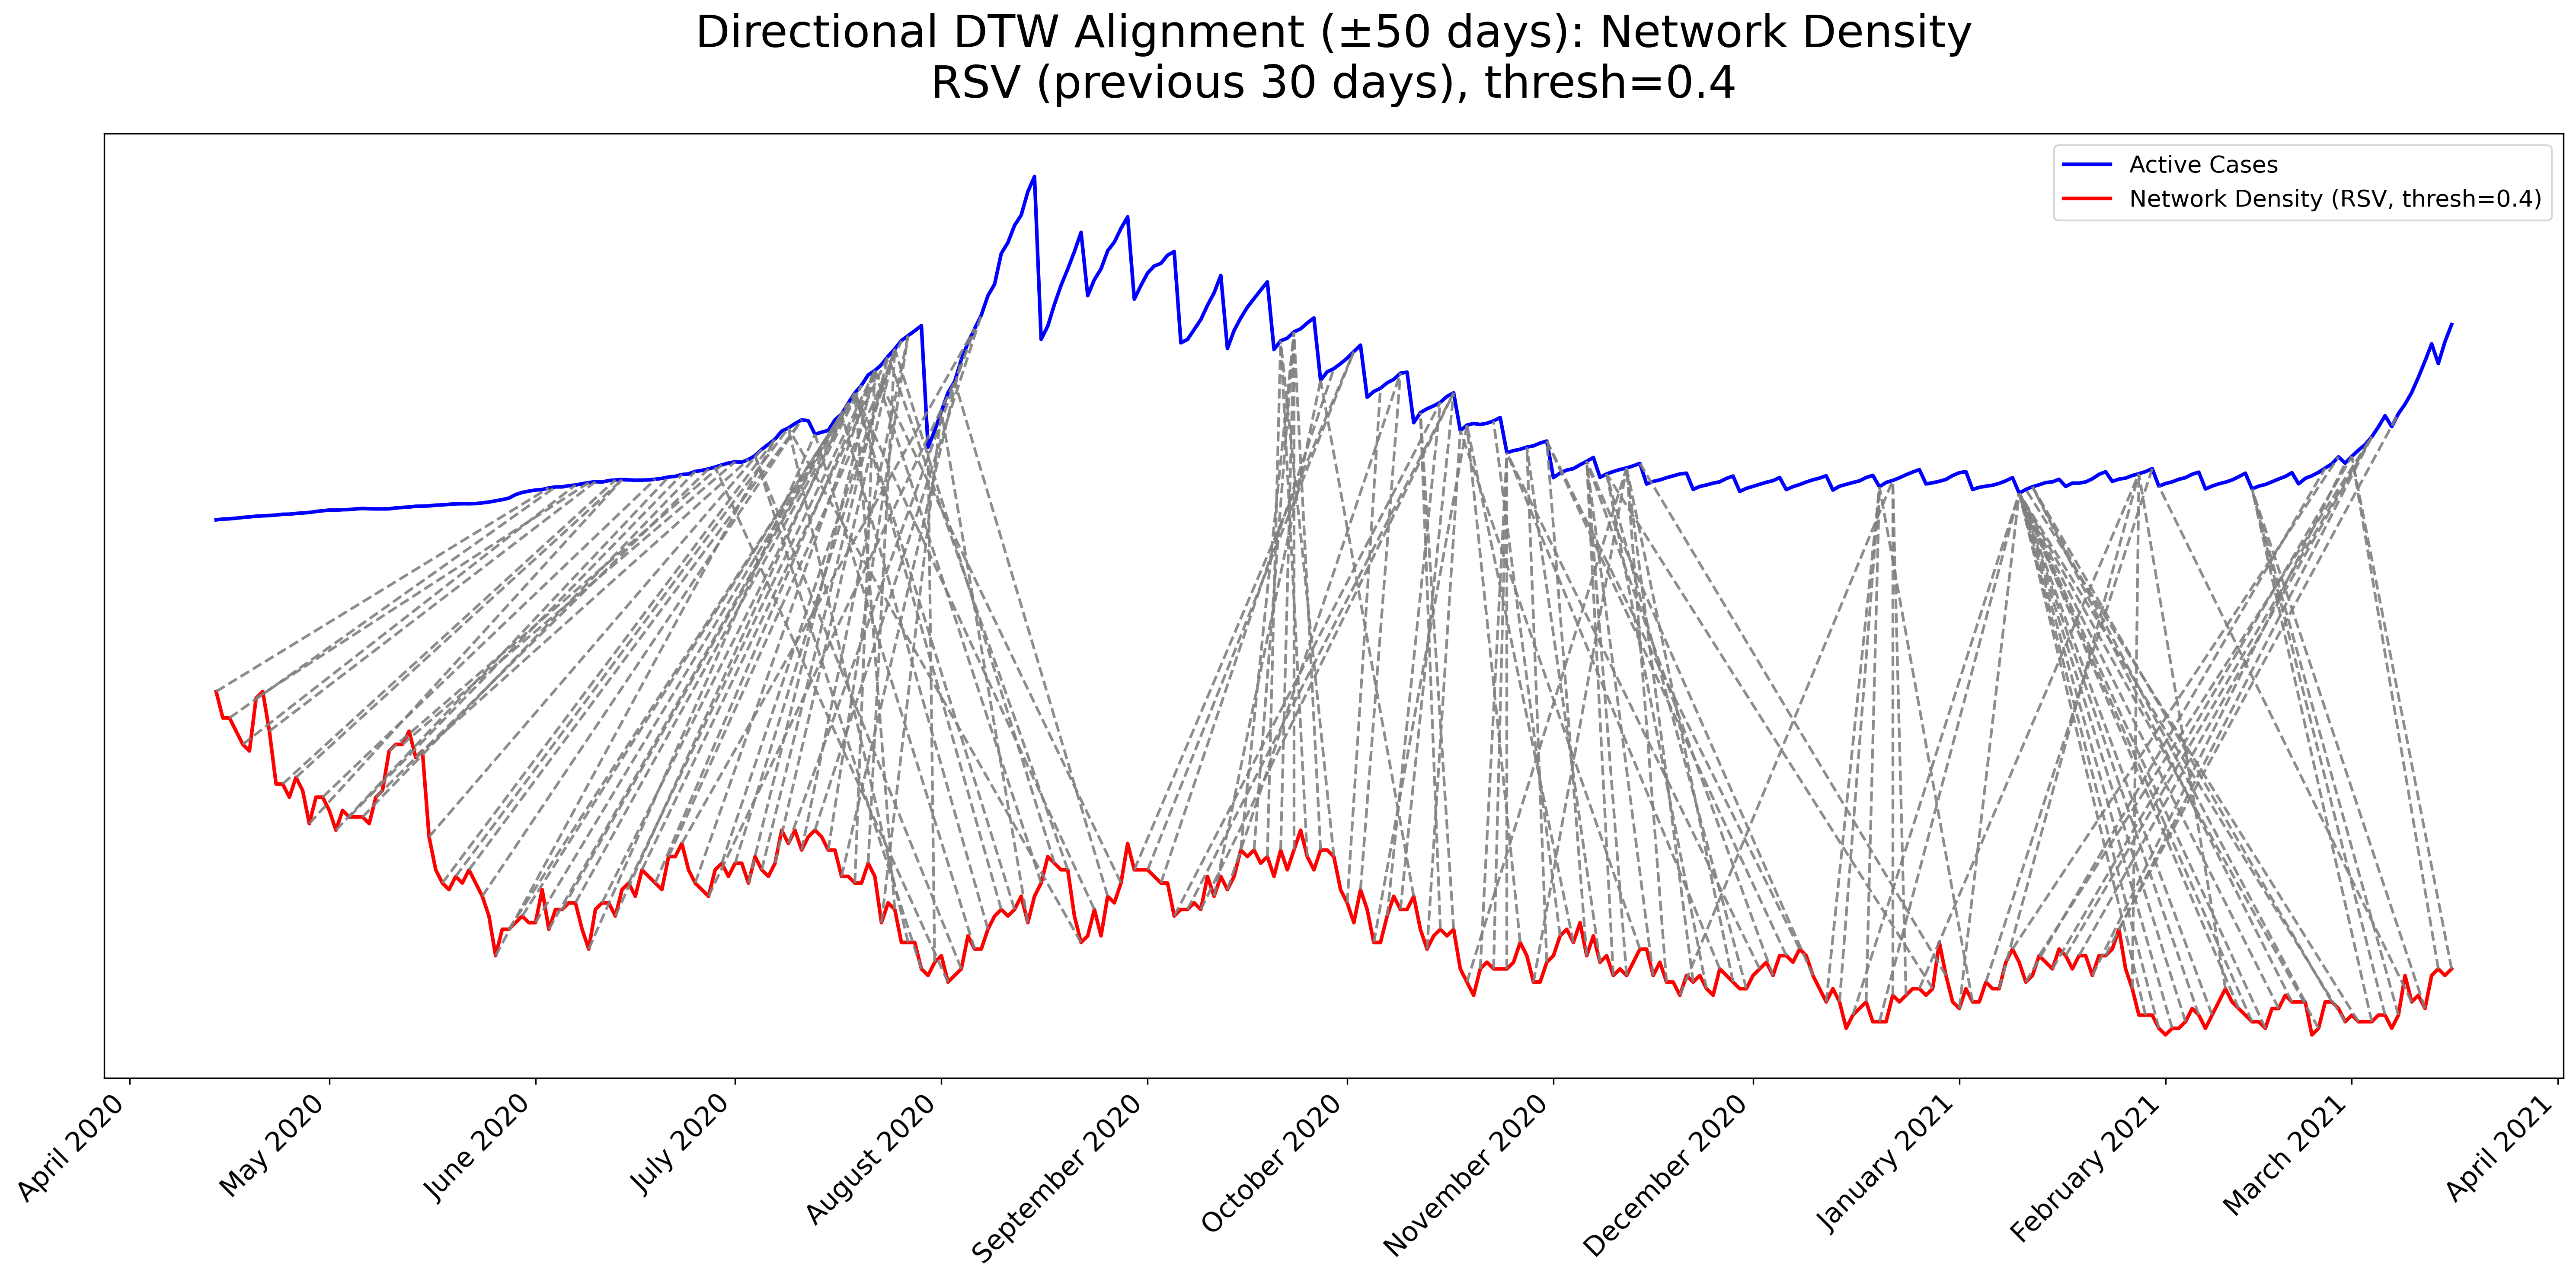 Directional DTW Alignment (±50 days): Network Density
RSV (previous 30 days), thresh=0.4
Active Cases
Network Density (RSV, thresh=0.4)
April 2020
May 2020
June 2020
July 2020
August 2020
September 2020
October 2020
November 2020
December 2020
January 2021
February 2021
March 2021
April 2021